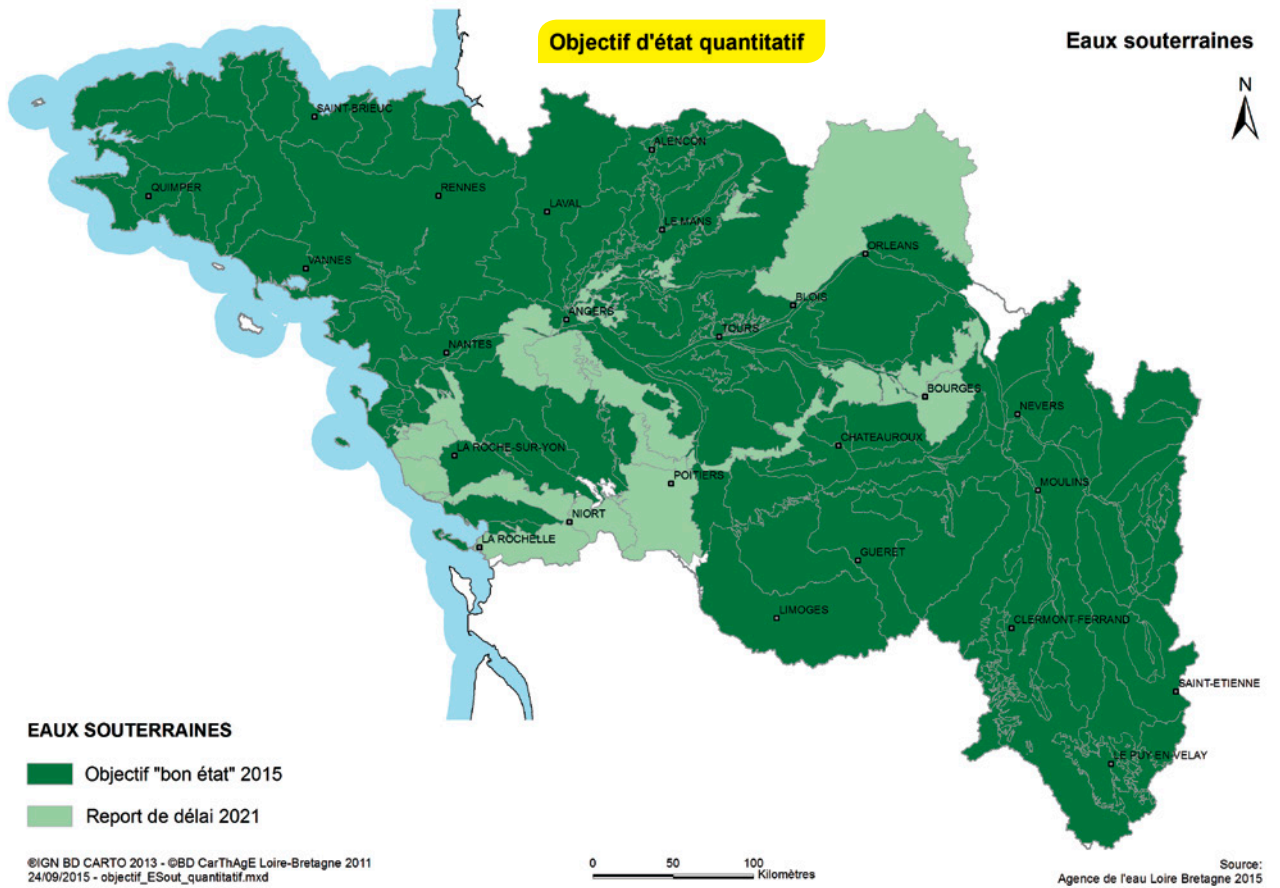 Objectif d'état quantitatif
Eaux souterraines
N
SAINT-BRIEUC
ALENCON
QUIMPER
RENNES
LAVAL
LE MANS
ORLEANS
VANNES
BLOIS
ANGERS
TOURS
NANTES
BOURGES
NEVERS
CHATEAUROUX
LA ROCHE-SUR-YON
POITIERS
MOULINS
NIORT
LA ROCHELLE
GUERET
LIMOGES
CLERMONT-FERRAND
SAINT-ETIENNE
LE PUY-EN-VELAY
EAUX SOUTERRAINES
Objectif "bon état" 2015
Report de délai 2021
®IGN BD CARTO 2013 - ©BD CarThAgE Loire-Bretagne 2011
24/09/2015 - objectif_ESout_quantitatif.mxd
0 50 100
Kilomètres
Source:
Agence de l'eau Loire Bretagne 2015